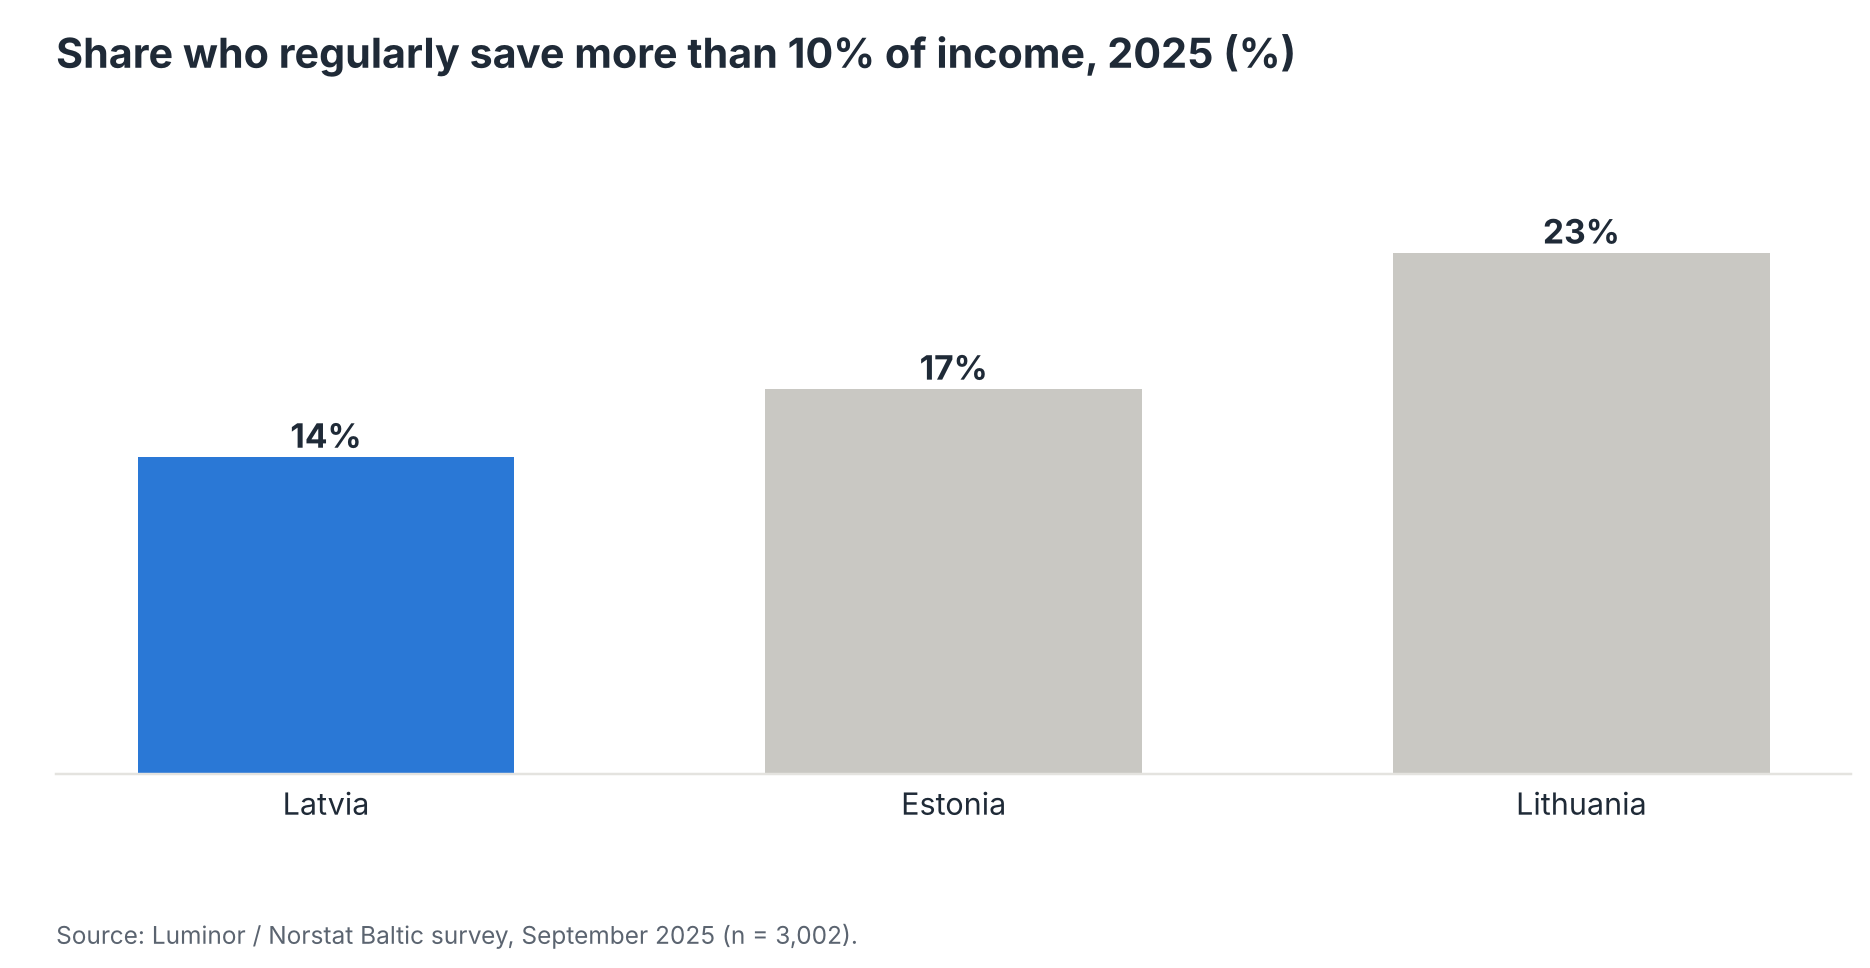 Share who regularly save more than 10% of income, 2025 (%)
23%
17%
14%
Latvia Estonia Lithuania
Source: Luminor / Norstat Baltic survey, September 2025 (n = 3,002).